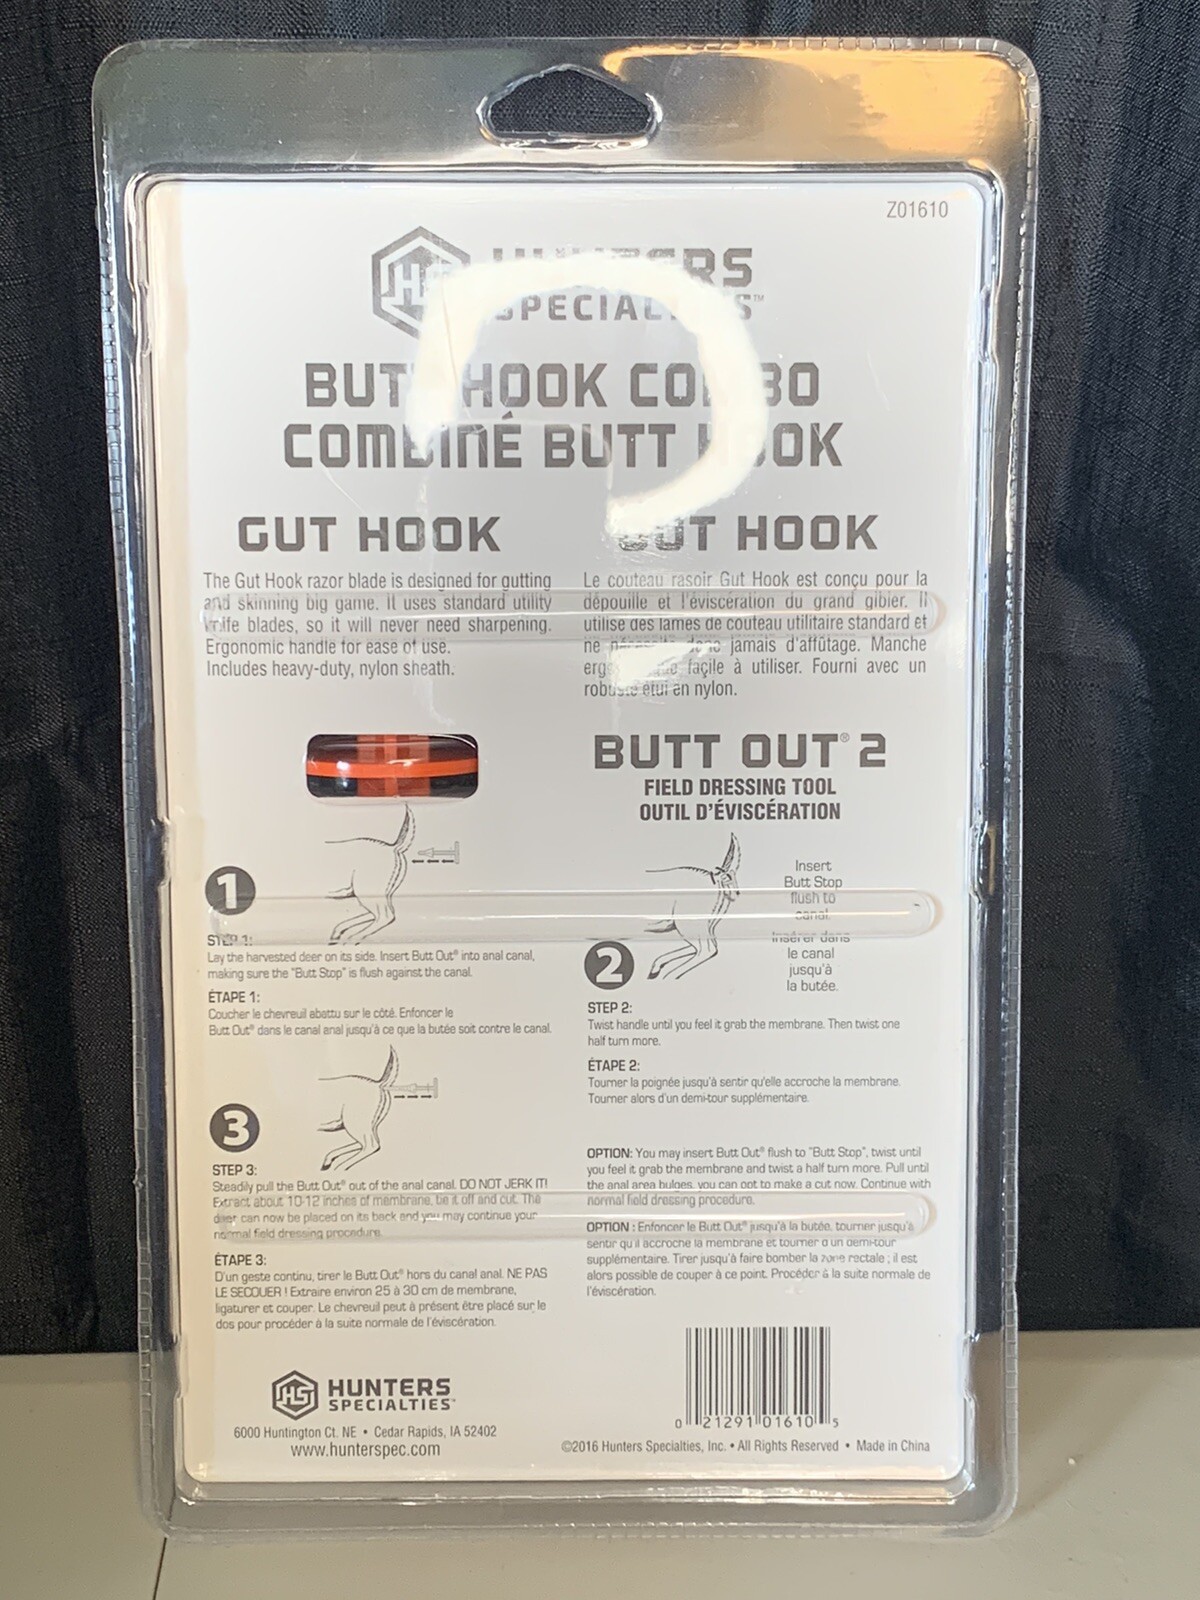 Z01610
HS
SPECIAL
HOOK
COMBINÉ BUTT
GUT HOOK
The Gut Hook razor blade is designed for gutting
and skinning big game. It uses standard utility
knife blades, so it will never need sharpening.
Ergonomic handle for ease of use.
Includes heavy-duty, nylon sheath.
GUT HOOK
Le couteau rasoir Gut Hook est conçu pour la
dépouille et l'éviscération du grand gibier. Il
utilise des lames de couteau utilitaire standard et
ne donc jamais d'affûtage. Manche
façile à utiliser. Fourni avec un
robuste étui en nylon.
BUTT OUT® 2
FIELD DRESSING TOOL
OUTIL D'ÉVISCÉRATION
1
STEP 1:
Lay the harvested deer on its side. Insert Butt Out® into anal canal,
making sure the "Butt Stop" is flush against the canal.
ÉTAPE 1:
Coucher le chevreuil abattu sur le côté. Enfoncer le
Butt Out® dans le canal anal jusqu'à ce que la butée soit contre le canal.
Insert
Butt Stop
flush to
canal.
Insérer dans
le canal
jusqu'à
la butée.
2
STEP 2:
Twist handle until you feel it grab the membrane. Then twist one
half turn more.
ÉTAPE 2:
Tourner la poignée jusqu'à sentir qu'elle accroche la membrane.
Tourner alors d'un demi-tour supplémentaire.
3
STEP 3:
Steadily pull the Butt Out® out of the anal canal. DO NOT JERK IT!
Extract about 10-12 inches of membrane, tie it off and cut. The
deer can now be placed on its back and you may continue your
normal field dressing procedure.
ÉTAPE 3:
D'un geste continu, tirer le Butt Out® hors du canal anal. NE PAS
LE SECOUER ! Extraire environ 25 à 30 cm de membrane,
ligaturer et couper. Le chevreuil peut à présent être placé sur le
dos pour procéder à la suite normale de l'éviscération.
OPTION: You may insert Butt Out® flush to "Butt Stop", twist until
you feel it grab the membrane and twist a half turn more. Pull until
the anal area bulges, you can opt to make a cut now. Continue with
normal field dressing procedure.
OPTION : Enfoncer le Butt Out® jusqu'à la butée, tourner jusqu'à
sentir qu'il accroche la membrane et tourner d'un demi-tour
supplémentaire. Tirer jusqu'à faire bomber la zone rectale ; il est
alors possible de couper à ce point. Procéder à la suite normale de
l'éviscération.
HS HUNTERS
SPECIALTIES™
6000 Huntington Ct. NE • Cedar Rapids, IA 52402
www.hunterspec.com
0 21291 01610 5
©2016 Hunters Specialties, Inc. • All Rights Reserved • Made in China